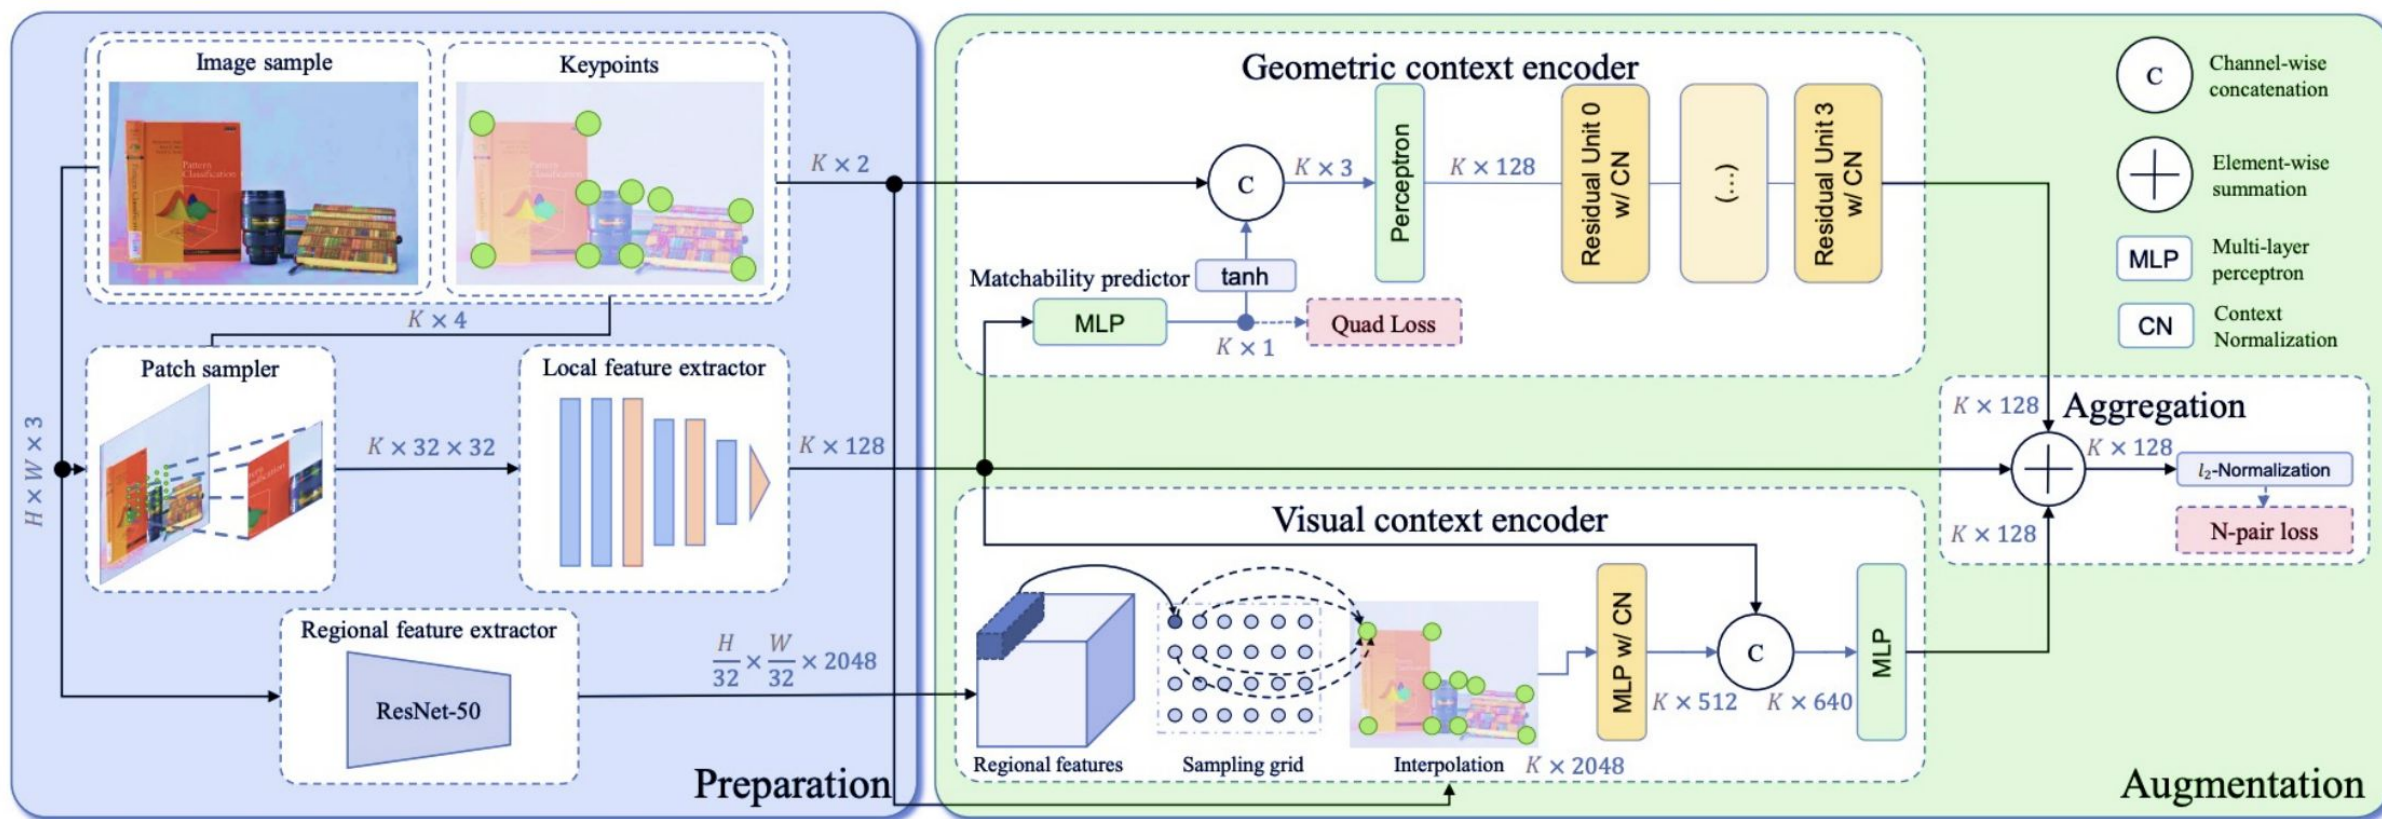 Image sample
Keypoints
Pattern
Classification
K × 2
K × 4
H × W × 3
Patch sampler
K × 32 × 32
Local feature extractor
K × 128
Regional feature extractor
ResNet-50
H/32 × W/32 × 2048
Preparation
Geometric context encoder
C
K × 3
Perceptron
K × 128
Residual Unit 0
w/ CN
(...)
Residual Unit 3
w/ CN
Matchability predictor
tanh
MLP
K × 1
Quad Loss
Visual context encoder
Regional features
Sampling grid
Interpolation
K × 2048
MLP w/ CN
K × 512
C
K × 640
MLP
K × 128
Aggregation
K × 128
l₂-Normalization
K × 128
N-pair loss
C
Channel-wise
concatenation
Element-wise
summation
MLP
Multi-layer
perceptron
CN
Context
Normalization
Augmentation